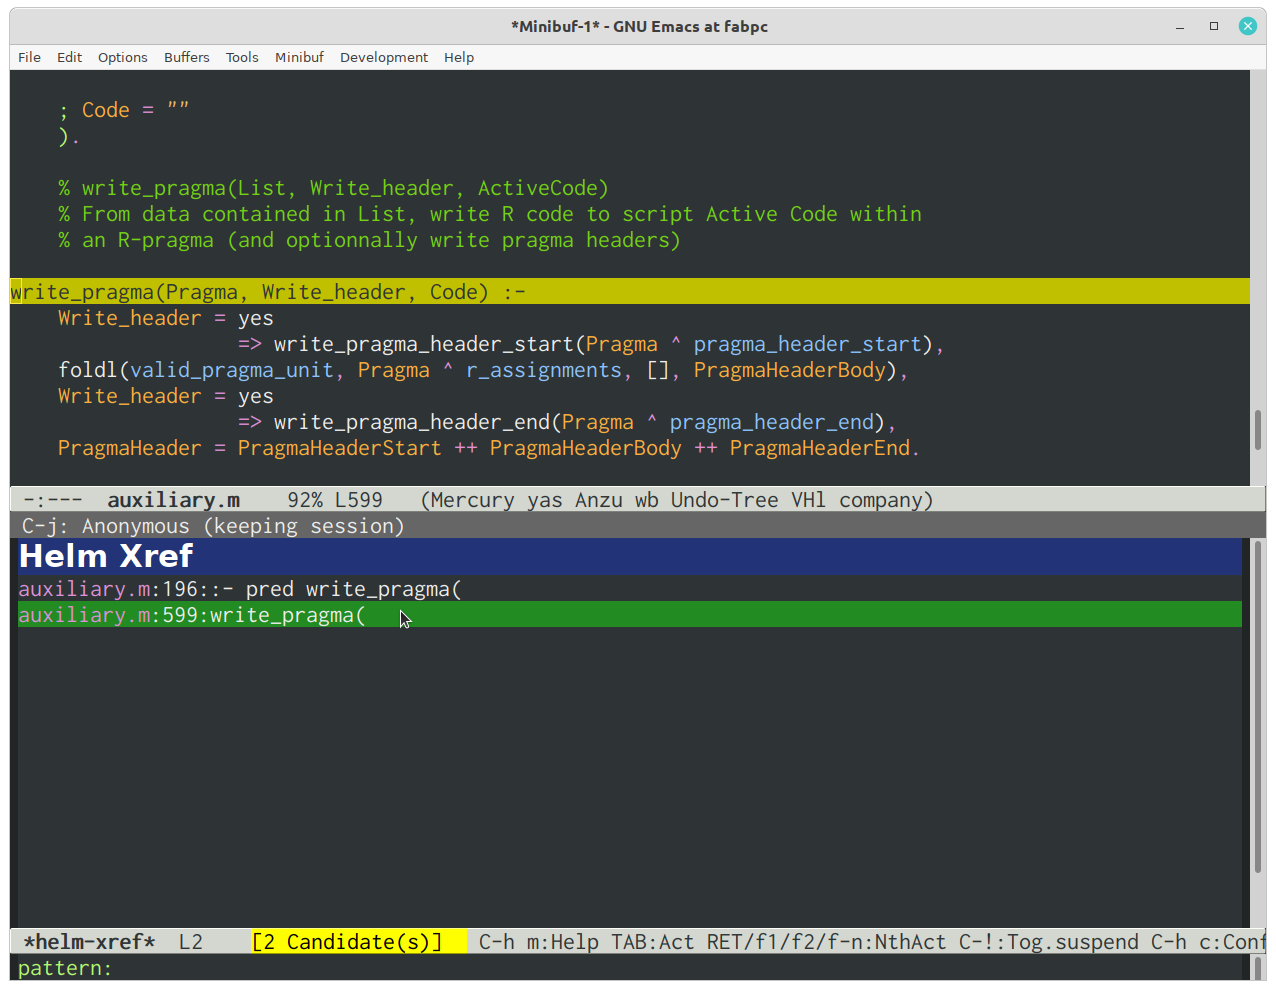 *Minibuf-1* - GNU Emacs at fabpc
File Edit Options Buffers Tools Minibuf Development Help
; Code = ""
).
% write_pragma(List, Write_header, ActiveCode)
% From data contained in List, write R code to script Active Code within
% an R-pragma (and optionnally write pragma headers)
write_pragma(Pragma, Write_header, Code) :-
Write_header = yes
=> write_pragma_header_start(Pragma ^ pragma_header_start),
foldl(valid_pragma_unit, Pragma ^ r_assignments, [], PragmaHeaderBody),
Write_header = yes
=> write_pragma_header_end(Pragma ^ pragma_header_end),
PragmaHeader = PragmaHeaderStart ++ PragmaHeaderBody ++ PragmaHeaderEnd.
-:--- auxiliary.m 92% L599 (Mercury yas Anzu wb Undo-Tree VHl company)
C-j: Anonymous (keeping session)
Helm Xref
auxiliary.m:196::- pred write_pragma(
auxiliary.m:599:write_pragma(
*helm-xref* L2 [2 Candidate(s)] C-h m:Help TAB:Act RET/f1/f2/f-n:NthAct C-!:Tog.suspend C-h c:Conf
pattern: